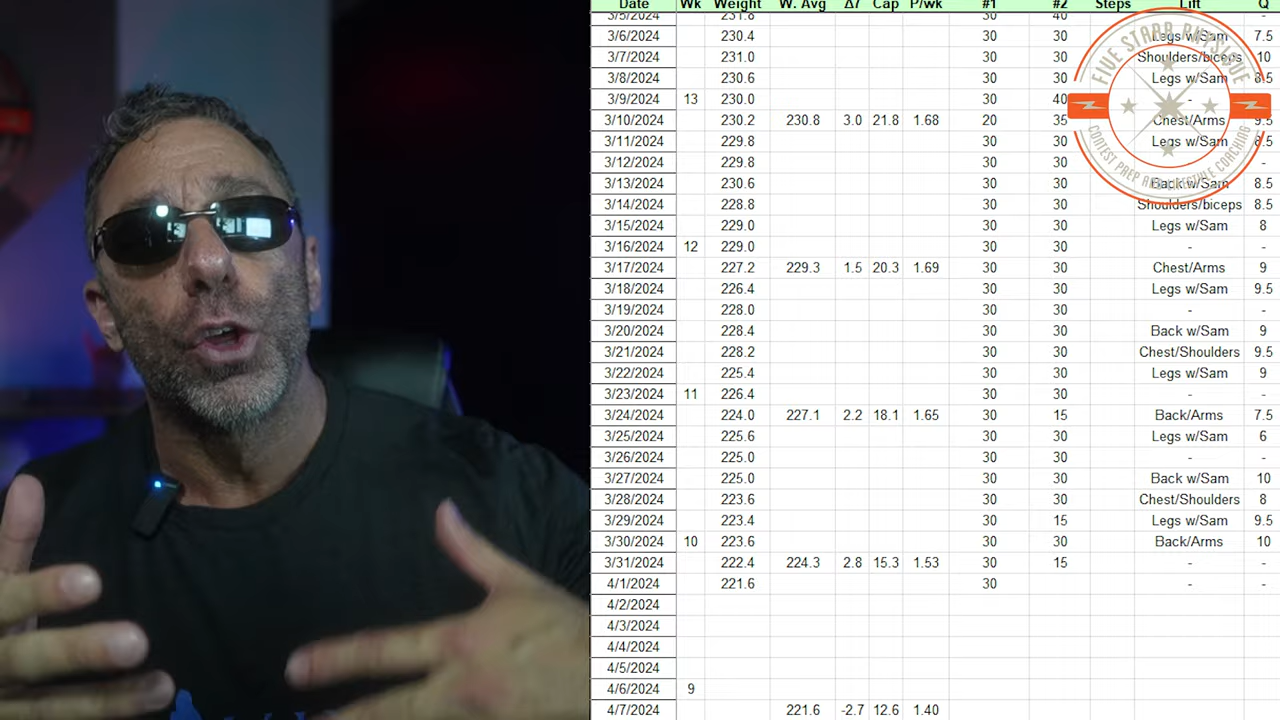 Date Wk Weight W. Avg Δ7 Cap P/wk #1 #2 Steps Lift Q
3/5/2024 231.8 30 40 -
3/6/2024 230.4 30 30 Legs w/Sam 7.5
3/7/2024 231.0 30 30 Shoulders/biceps 10
3/8/2024 230.6 30 30 Legs w/Sam 8.5
3/9/2024 13 230.0 30 40 -
3/10/2024 230.2 230.8 3.0 21.8 1.68 20 35 Chest/Arms 9.5
3/11/2024 229.8 30 30 Legs w/Sam 8.5
3/12/2024 229.8 30 30 -
3/13/2024 230.6 30 30 Back w/Sam 8.5
3/14/2024 228.8 30 30 Shoulders/biceps 8.5
3/15/2024 229.0 30 30 Legs w/Sam 8
3/16/2024 12 229.0 30 30 - -
3/17/2024 227.2 229.3 1.5 20.3 1.69 30 30 Chest/Arms 9
3/18/2024 226.4 30 30 Legs w/Sam 9.5
3/19/2024 228.0 30 30 - -
3/20/2024 228.4 30 30 Back w/Sam 9
3/21/2024 228.2 30 30 Chest/Shoulders 9.5
3/22/2024 225.4 30 30 Legs w/Sam 9
3/23/2024 11 226.4 30 30 - -
3/24/2024 224.0 227.1 2.2 18.1 1.65 30 15 Back/Arms 7.5
3/25/2024 225.6 30 30 Legs w/Sam 6
3/26/2024 225.0 30 30 - -
3/27/2024 225.0 30 30 Back w/Sam 10
3/28/2024 223.6 30 30 Chest/Shoulders 8
3/29/2024 223.4 30 15 Legs w/Sam 9.5
3/30/2024 10 223.6 30 30 Back/Arms 10
3/31/2024 222.4 224.3 2.8 15.3 1.53 30 15 - -
4/1/2024 221.6 30 - -
4/2/2024
4/3/2024
4/4/2024
4/5/2024
4/6/2024 9
4/7/2024 221.6 -2.7 12.6 1.40
FIVE STARR PHYSIQUE
CONTEST PREP AND LIFESTYLE COACHING